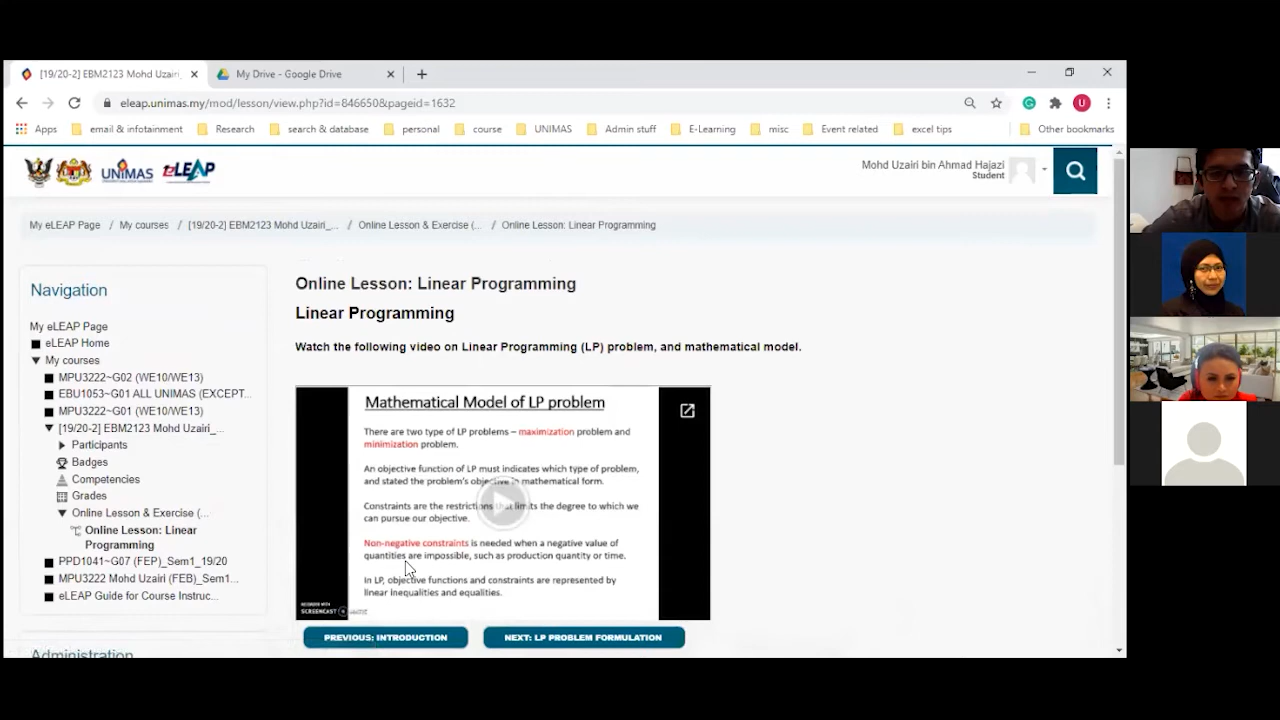 [19/20-2] EBM2123 Mohd Uzairi_
My Drive - Google Drive
eleap.unimas.my/mod/lesson/view.php?id=846650&pageid=1632
Apps email & infotainment Research search & database personal course UNIMAS Admin stuff E-Learning misc Event related excel tips Other bookmarks
UNIMAS eLEAP
Mohd Uzairi bin Ahmad Hajazi
Student
U
My eLEAP Page / My courses / [19/20-2] EBM2123 Mohd Uzairi_... / Online Lesson & Exercise (... / Online Lesson: Linear Programming
Navigation
My eLEAP Page
eLEAP Home
My courses
MPU3222~G02 (WE10/WE13)
EBU1053~G01 ALL UNIMAS (EXCEPT...
MPU3222~G01 (WE10/WE13)
[19/20-2] EBM2123 Mohd Uzairi_...
Participants
Badges
Competencies
Grades
Online Lesson & Exercise (...
Online Lesson: Linear
Programming
PPD1041~G07 (FEP)_Sem1_19/20
MPU3222 Mohd Uzairi (FEB)_Sem1...
eLEAP Guide for Course Instruc...
Administration
Online Lesson: Linear Programming
Linear Programming
Watch the following video on Linear Programming (LP) problem, and mathematical model.
Mathematical Model of LP problem
There are two type of LP problems – maximization problem and
minimization problem.
An objective function of LP must indicates which type of problem,
and stated the problem's objective in mathematical form.
Constraints are the restrictions that limits the degree to which we
can pursue our objective.
Non-negative constraints is needed when a negative value of
quantities are impossible, such as production quantity or time.
In LP, objective functions and constraints are represented by
linear inequalities and equalities.
RECORDED WITH
SCREENCAST
PREVIOUS: INTRODUCTION
NEXT: LP PROBLEM FORMULATION